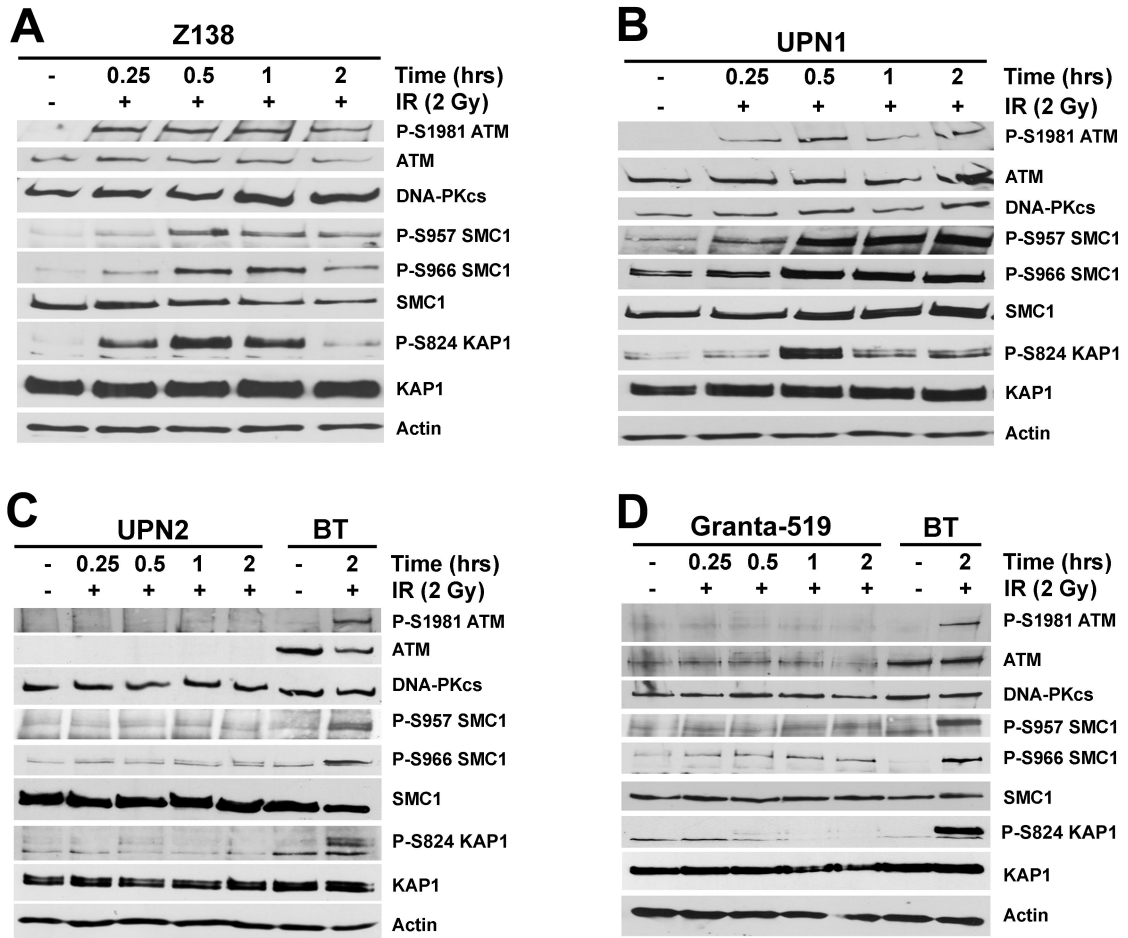 A
Z138
- 0.25 0.5 1 2 Time (hrs)
- + + + + IR (2 Gy)
P-S1981 ATM
ATM
DNA-PKcs
P-S957 SMC1
P-S966 SMC1
SMC1
P-S824 KAP1
KAP1
Actin
B
UPN1
- 0.25 0.5 1 2 Time (hrs)
- + + + + IR (2 Gy)
P-S1981 ATM
ATM
DNA-PKcs
P-S957 SMC1
P-S966 SMC1
SMC1
P-S824 KAP1
KAP1
Actin
C
UPN2 BT
- 0.25 0.5 1 2 - 2 Time (hrs)
- + + + + - + IR (2 Gy)
P-S1981 ATM
ATM
DNA-PKcs
P-S957 SMC1
P-S966 SMC1
SMC1
P-S824 KAP1
KAP1
Actin
D
Granta-519 BT
- 0.25 0.5 1 2 - 2 Time (hrs)
- + + + + - + IR (2 Gy)
P-S1981 ATM
ATM
DNA-PKcs
P-S957 SMC1
P-S966 SMC1
SMC1
P-S824 KAP1
KAP1
Actin